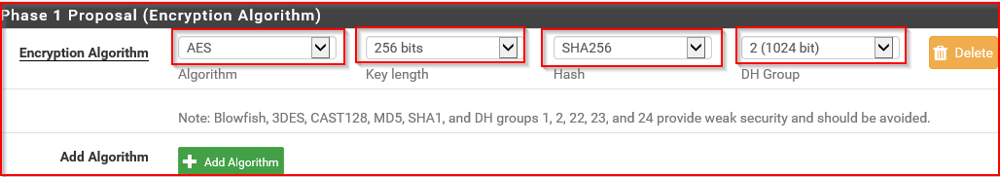 Phase 1 Proposal (Encryption Algorithm)
Encryption Algorithm AES 256 bits SHA256 2 (1024 bit) Delete
Algorithm Key length Hash DH Group
Note: Blowfish, 3DES, CAST128, MD5, SHA1, and DH groups 1, 2, 22, 23, and 24 provide weak security and should be avoided.
Add Algorithm Add Algorithm